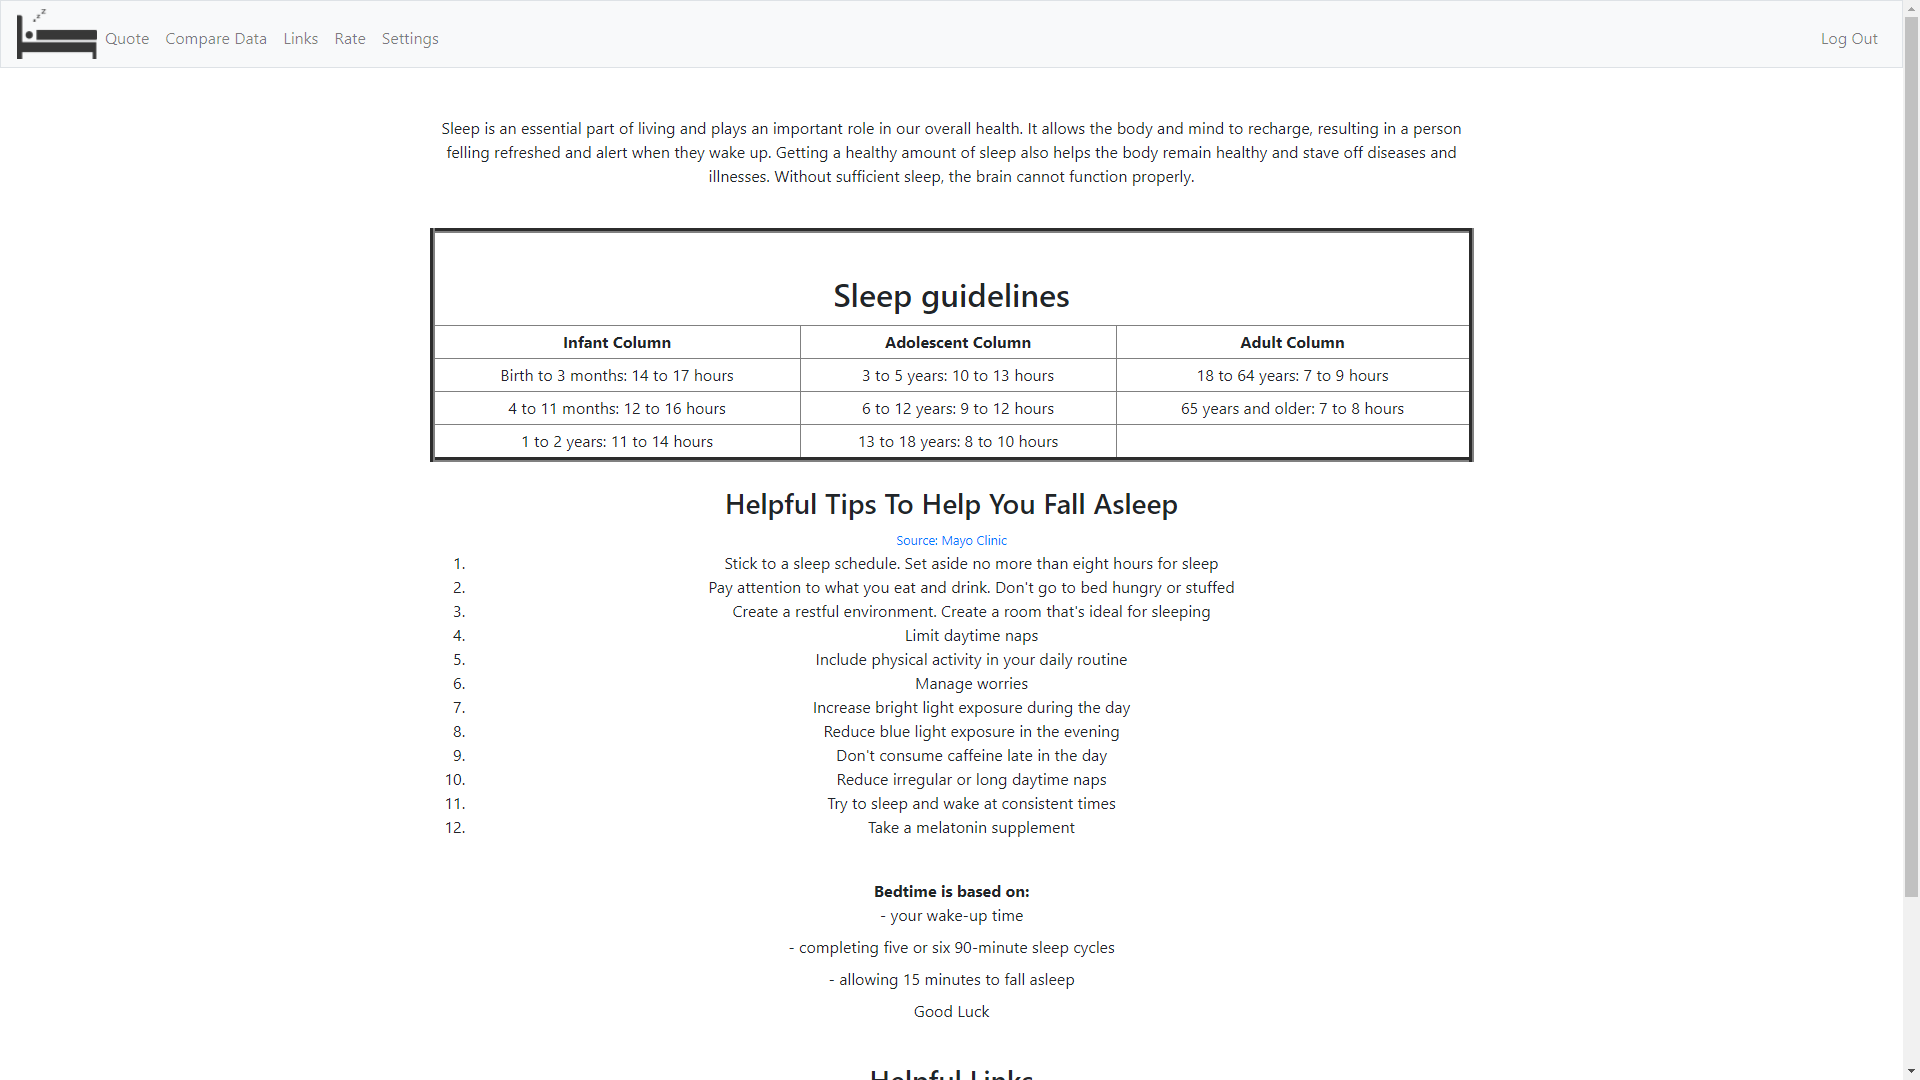 Quote Compare Data Links Rate Settings Log Out
Sleep is an essential part of living and plays an important role in our overall health. It allows the body and mind to recharge, resulting in a person
felling refreshed and alert when they wake up. Getting a healthy amount of sleep also helps the body remain healthy and stave off diseases and
illnesses. Without sufficient sleep, the brain cannot function properly.
Sleep guidelines
Infant Column Adolescent Column Adult Column
Birth to 3 months: 14 to 17 hours 3 to 5 years: 10 to 13 hours 18 to 64 years: 7 to 9 hours
4 to 11 months: 12 to 16 hours 6 to 12 years: 9 to 12 hours 65 years and older: 7 to 8 hours
1 to 2 years: 11 to 14 hours 13 to 18 years: 8 to 10 hours
Helpful Tips To Help You Fall Asleep
Source: Mayo Clinic
1. Stick to a sleep schedule. Set aside no more than eight hours for sleep
2. Pay attention to what you eat and drink. Don't go to bed hungry or stuffed
3. Create a restful environment. Create a room that's ideal for sleeping
4. Limit daytime naps
5. Include physical activity in your daily routine
6. Manage worries
7. Increase bright light exposure during the day
8. Reduce blue light exposure in the evening
9. Don't consume caffeine late in the day
10. Reduce irregular or long daytime naps
11. Try to sleep and wake at consistent times
12. Take a melatonin supplement
Bedtime is based on:
- your wake-up time
- completing five or six 90-minute sleep cycles
- allowing 15 minutes to fall asleep
Good Luck
Helpful Links